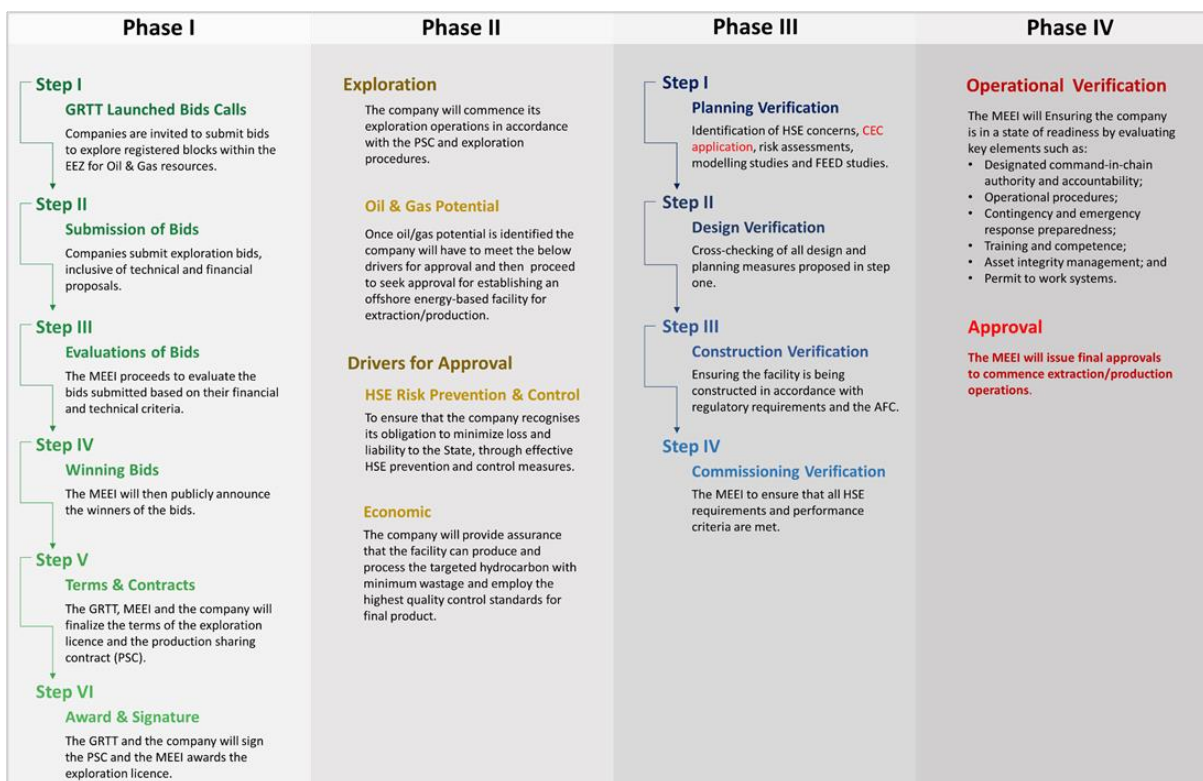 Phase I
Step I
GRTT Launched Bids Calls
Companies are invited to submit bids
to explore registered blocks within the
EEZ for Oil & Gas resources.
Step II
Submission of Bids
Companies submit exploration bids,
inclusive of technical and financial
proposals.
Step III
Evaluations of Bids
The MEEI proceeds to evaluate the
bids submitted based on their financial
and technical criteria.
Step IV
Winning Bids
The MEEI will then publicly announce
the winners of the bids.
Step V
Terms & Contracts
The GRTT, MEEI and the company will
finalize the terms of the exploration
licence and the production sharing
contract (PSC).
Step VI
Award & Signature
The GRTT and the company will sign
the PSC and the MEEI awards the
exploration licence.
Phase II
Exploration
The company will commence its
exploration operations in accordance
with the PSC and exploration
procedures.
Oil & Gas Potential
Once oil/gas potential is identified the
company will have to meet the below
drivers for approval and then proceed
to seek approval for establishing an
offshore energy-based facility for
extraction/production.
Drivers for Approval
HSE Risk Prevention & Control
To ensure that the company recognises
its obligation to minimize loss and
liability to the State, through effective
HSE prevention and control measures.
Economic
The company will provide assurance
that the facility can produce and
process the targeted hydrocarbon with
minimum wastage and employ the
highest quality control standards for
final product.
Phase III
Step I
Planning Verification
Identification of HSE concerns, CEC
application, risk assessments,
modelling studies and FEED studies.
Step II
Design Verification
Cross-checking of all design and
planning measures proposed in step
one.
Step III
Construction Verification
Ensuring the facility is being
constructed in accordance with
regulatory requirements and the AFC.
Step IV
Commissioning Verification
The MEEI to ensure that all HSE
requirements and performance
criteria are met.
Phase IV
Operational Verification
The MEEI will Ensuring the company
is in a state of readiness by evaluating
key elements such as:
• Designated command-in-chain
authority and accountability;
• Operational procedures;
• Contingency and emergency
response preparedness;
• Training and competence;
• Asset integrity management; and
• Permit to work systems.
Approval
The MEEI will issue final approvals
to commence extraction/production
operations.